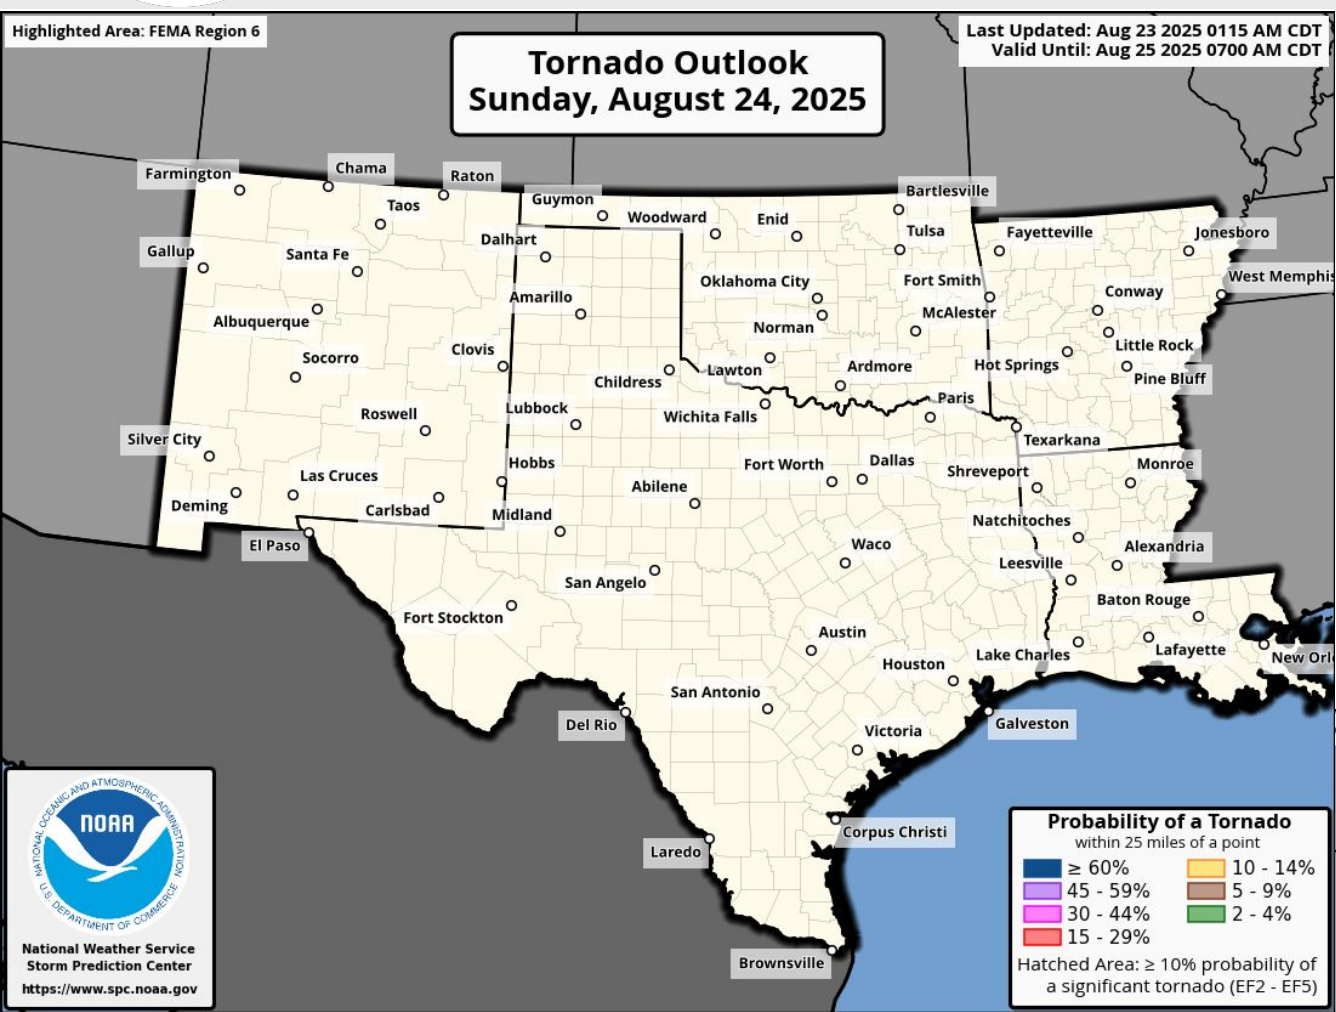 Highlighted Area: FEMA Region 6
Last Updated: Aug 23 2025 0115 AM CDT
Valid Until: Aug 25 2025 0700 AM CDT
Tornado Outlook
Sunday, August 24, 2025
Farmington
Chama
Raton
Taos
Guymon
Woodward
Enid
Bartlesville
Tulsa
Fayetteville
Jonesboro
Gallup
Santa Fe
Dalhart
Oklahoma City
Fort Smith
West Memphis
Conway
Amarillo
Albuquerque
Norman
McAlester
Little Rock
Socorro
Clovis
Childress
Lawton
Ardmore
Hot Springs
Pine Bluff
Roswell
Lubbock
Wichita Falls
Paris
Silver City
Texarkana
Las Cruces
Hobbs
Abilene
Fort Worth
Dallas
Shreveport
Monroe
Deming
Carlsbad
Midland
Natchitoches
El Paso
San Angelo
Waco
Leesville
Alexandria
Fort Stockton
Baton Rouge
Austin
Houston
Lake Charles
Lafayette
New Orl
San Antonio
Del Rio
Victoria
Galveston
Corpus Christi
Laredo
Brownsville
NATIONAL OCEANIC AND ATMOSPHERIC ADMINISTRATION
NOAA
U.S. DEPARTMENT OF COMMERCE
National Weather Service
Storm Prediction Center
https://www.spc.noaa.gov
Probability of a Tornado
within 25 miles of a point
≥ 60%
10 - 14%
45 - 59%
5 - 9%
30 - 44%
2 - 4%
15 - 29%
Hatched Area: ≥ 10% probability of
a significant tornado (EF2 - EF5)